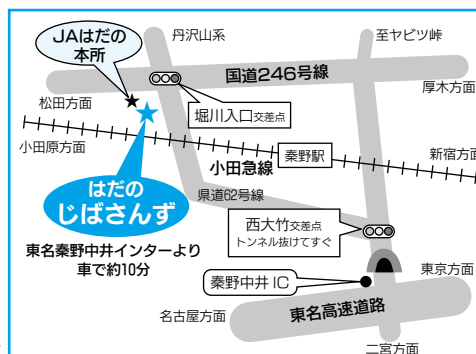 丹沢山系
至ヤビツ峠
JAはだの
本所
国道246号線
松田方面
厚木方面
堀川入口交差点
小田原方面
小田急線
秦野駅
新宿方面
はだの
じばさんず
県道62号線
西大竹交差点
トンネル抜けてすぐ
東名秦野中井インターより
車で約10分
秦野中井IC
東京方面
東名高速道路
名古屋方面
二宮方面